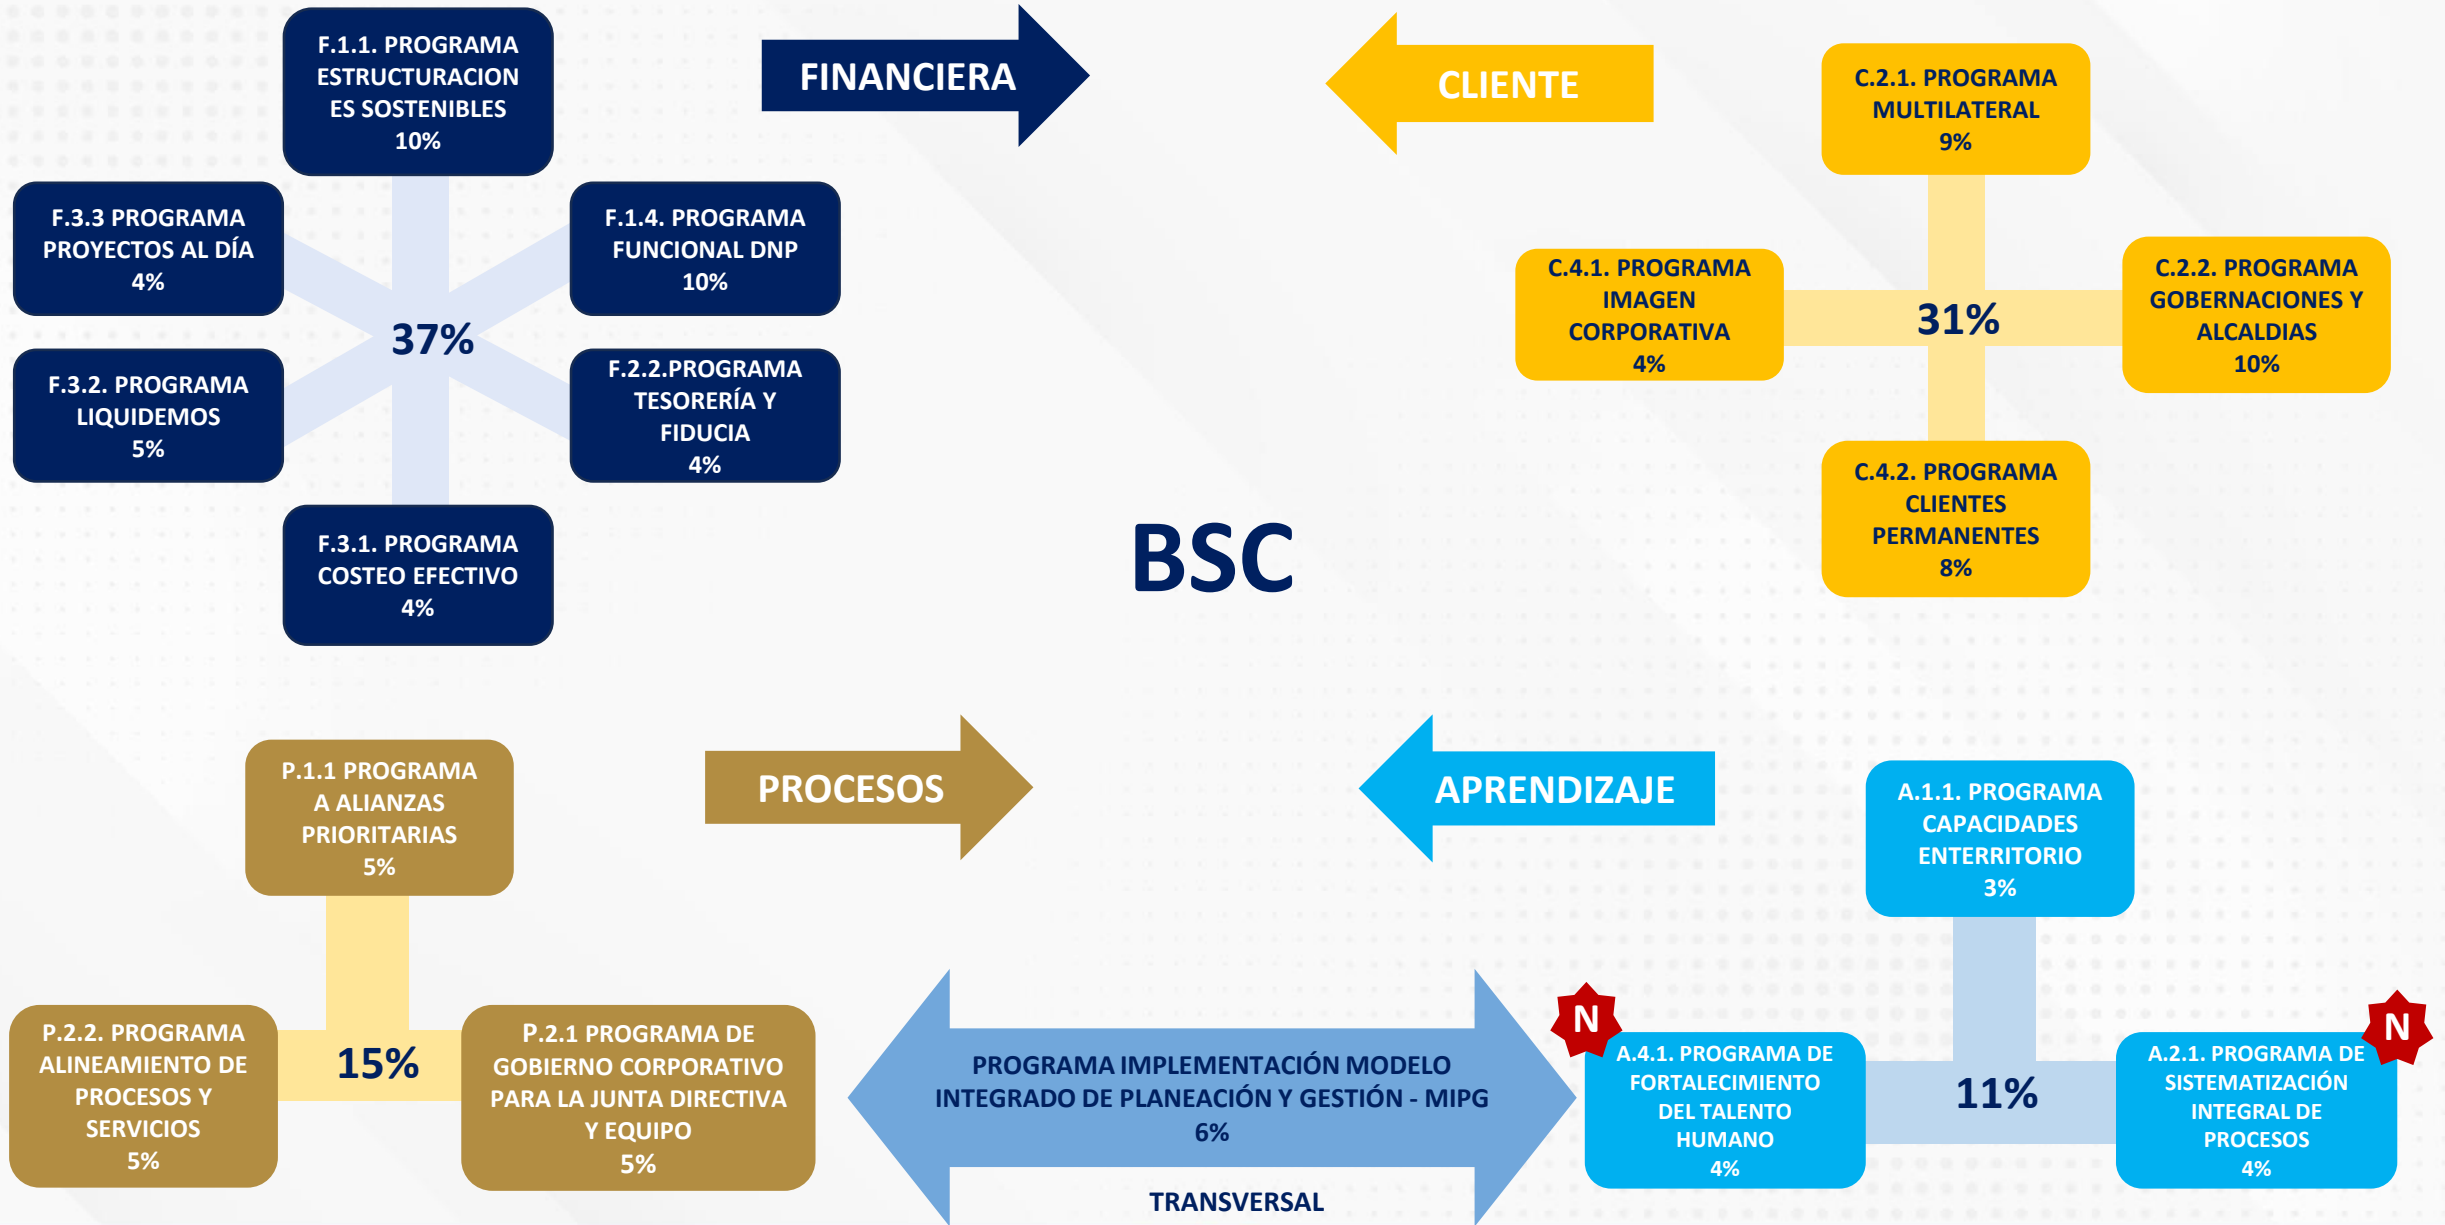 F.1.1. PROGRAMA
ESTRUCTURACION
ES SOSTENIBLES
10%
F.3.3 PROGRAMA
PROYECTOS AL DÍA
4%
F.1.4. PROGRAMA
FUNCIONAL DNP
10%
37%
F.3.2. PROGRAMA
LIQUIDEMOS
5%
F.2.2.PROGRAMA
TESORERÍA Y
FIDUCIA
4%
F.3.1. PROGRAMA
COSTEO EFECTIVO
4%
FINANCIERA
CLIENTE
C.2.1. PROGRAMA
MULTILATERAL
9%
C.4.1. PROGRAMA
IMAGEN
CORPORATIVA
4%
31%
C.2.2. PROGRAMA
GOBERNACIONES Y
ALCALDIAS
10%
C.4.2. PROGRAMA
CLIENTES
PERMANENTES
8%
BSC
P.1.1 PROGRAMA
A ALIANZAS
PRIORITARIAS
5%
PROCESOS
P.2.2. PROGRAMA
ALINEAMIENTO DE
PROCESOS Y
SERVICIOS
5%
15%
P.2.1 PROGRAMA DE
GOBIERNO CORPORATIVO
PARA LA JUNTA DIRECTIVA
Y EQUIPO
5%
APRENDIZAJE
A.1.1. PROGRAMA
CAPACIDADES
ENTERRITORIO
3%
PROGRAMA IMPLEMENTACIÓN MODELO
INTEGRADO DE PLANEACIÓN Y GESTIÓN - MIPG
6%
TRANSVERSAL
N
A.4.1. PROGRAMA DE
FORTALECIMIENTO
DEL TALENTO
HUMANO
4%
11%
N
A.2.1. PROGRAMA DE
SISTEMATIZACIÓN
INTEGRAL DE
PROCESOS
4%